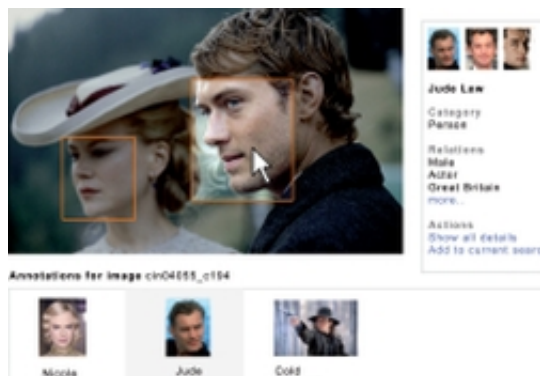 Jude Law
Category
Person
Relations
Male
Actor
Great Britain
more..
Actions
Show all details
Add to current sear
Annotations for image cin04055_c194
Nicole
Jude
Cold